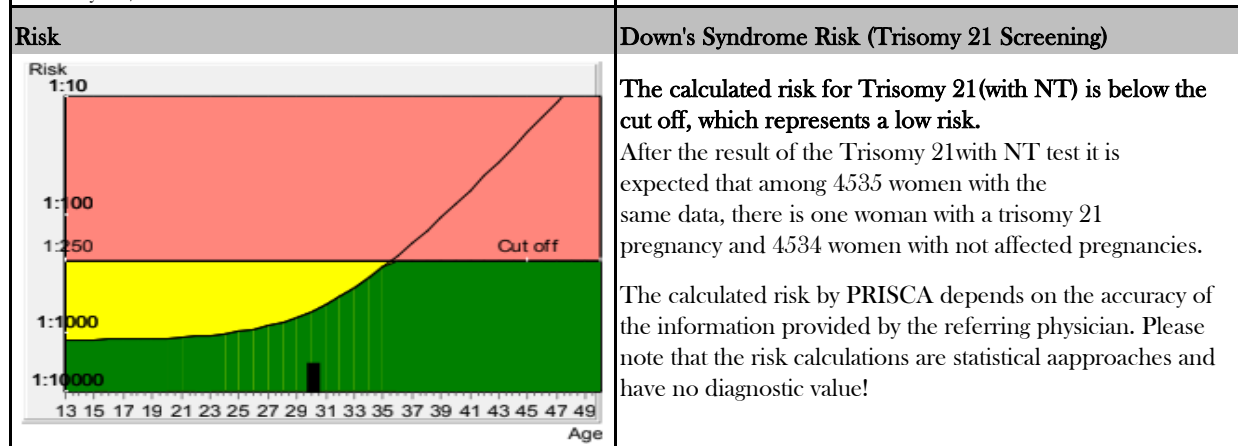 Risk
Down's Syndrome Risk (Trisomy 21 Screening)
Risk
1:10
1:100
1:250
Cut off
1:1000
1:10000
13 15 17 19 21 23 25 27 29 31 33 35 37 39 41 43 45 47 49
Age
The calculated risk for Trisomy 21(with NT) is below the
cut off, which represents a low risk.
After the result of the Trisomy 21with NT test it is
expected that among 4535 women with the
same data, there is one woman with a trisomy 21
pregnancy and 4534 women with not affected pregnancies.
The calculated risk by PRISCA depends on the accuracy of
the information provided by the referring physician. Please
note that the risk calculations are statistical aapproaches and
have no diagnostic value!